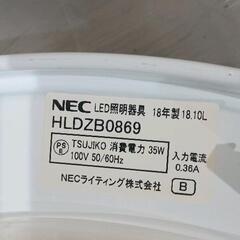 NEC LED照明器具 18年製 18.10L
HLDZB0869
PS E TSUJIKO 消費電力 35W
100V 50/60Hz
入力電流
0.36A
NECライティング株式会社 B